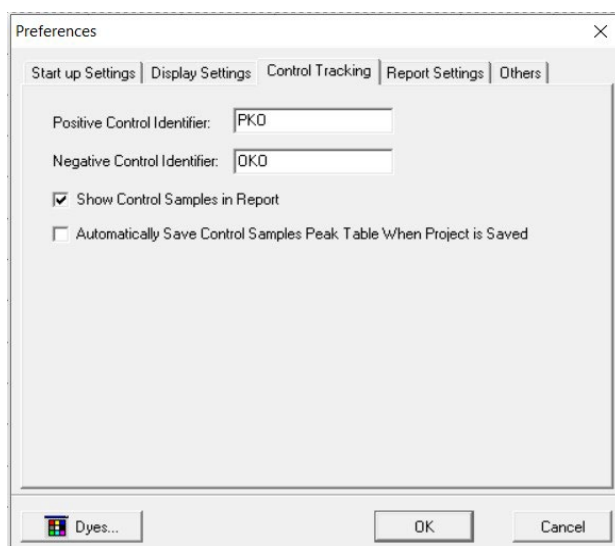 Preferences
Start up Settings Display Settings Control Tracking Report Settings Others
Positive Control Identifier: PKO
Negative Control Identifier: OKO
Show Control Samples in Report
Automatically Save Control Samples Peak Table When Project is Saved
Dyes... OK Cancel